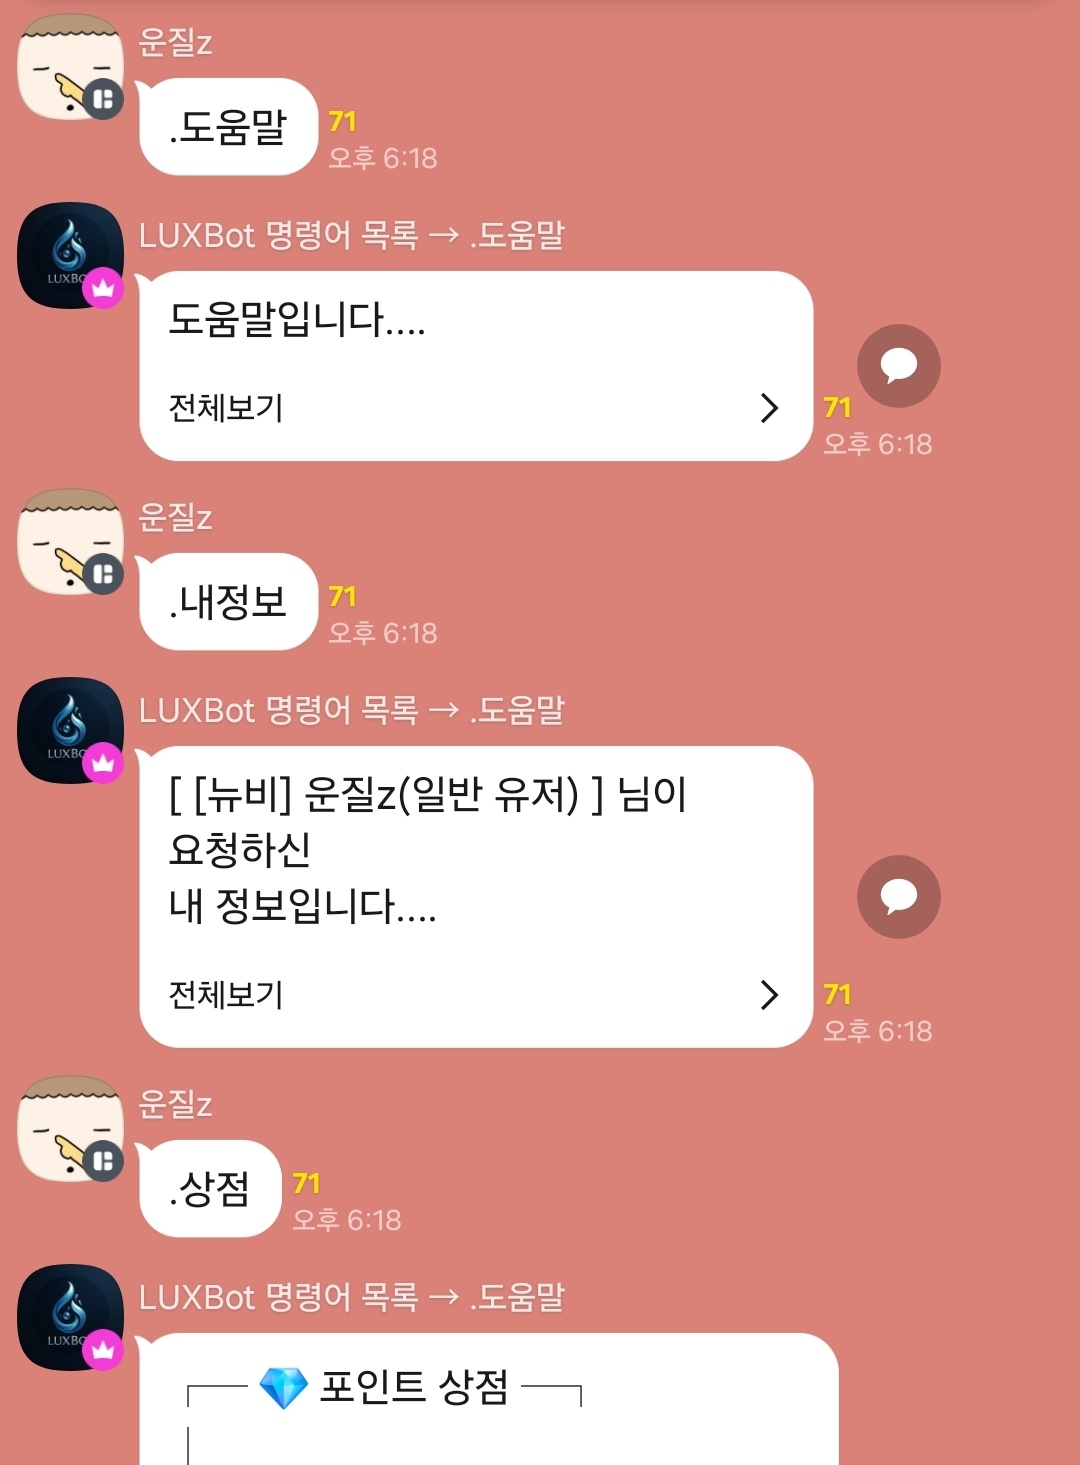 운질z
.도움말
71
오후 6:18
LUXBot 명령어 목록 → .도움말
도움말입니다....
전체보기
71
오후 6:18
운질z
.내정보
71
오후 6:18
LUXBot 명령어 목록 → .도움말
[ [뉴비] 운질z(일반 유저) ] 님이
요청하신
내 정보입니다....
전체보기
71
오후 6:18
운질z
.상점
71
오후 6:18
LUXBot 명령어 목록 → .도움말
┌── 💎 포인트 상점 ──┐